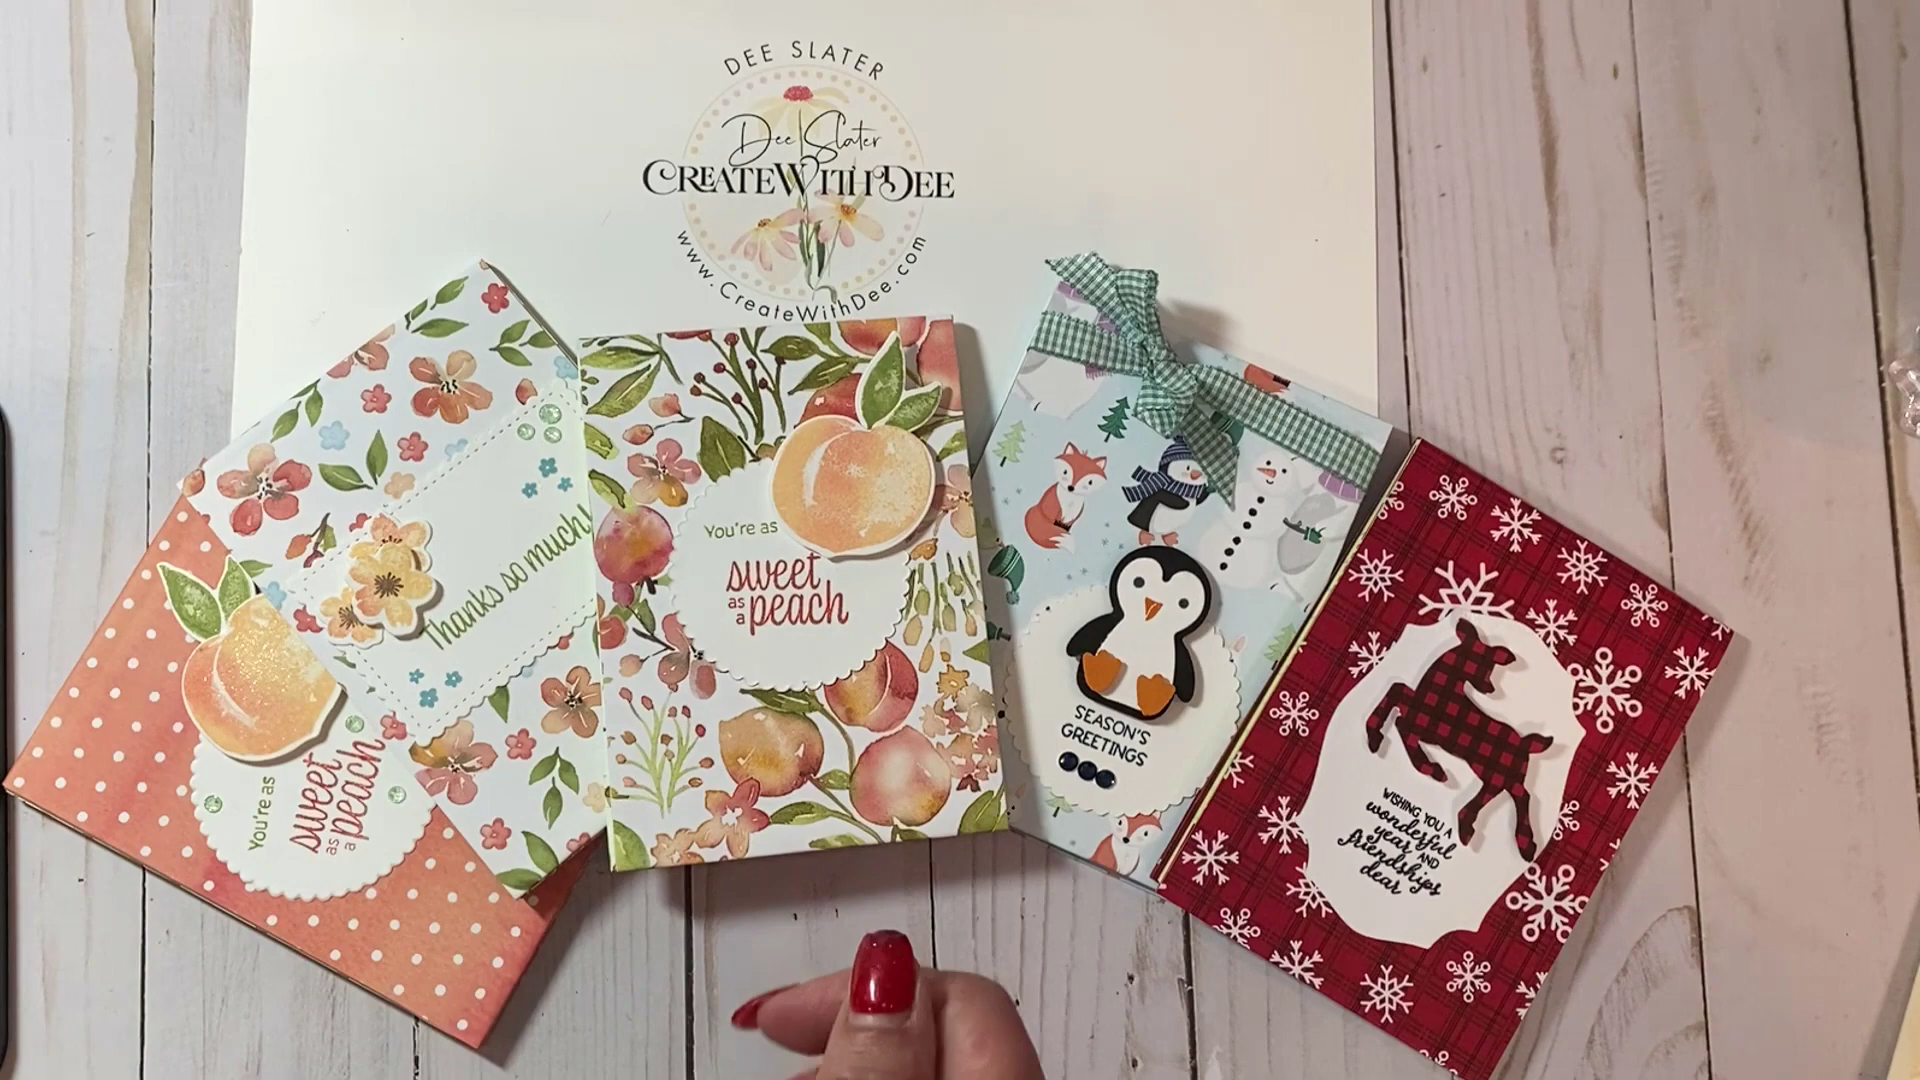 DEE SLATER
Dee Slater
CREATEWITHDEE
www.CreateWithDee.com
You're as
sweet
as a peach
Thanks so much!
You're as
sweet
as a peach
SEASON'S
GREETINGS
WISHING YOU A
wonderful
year AND
friendships
dear